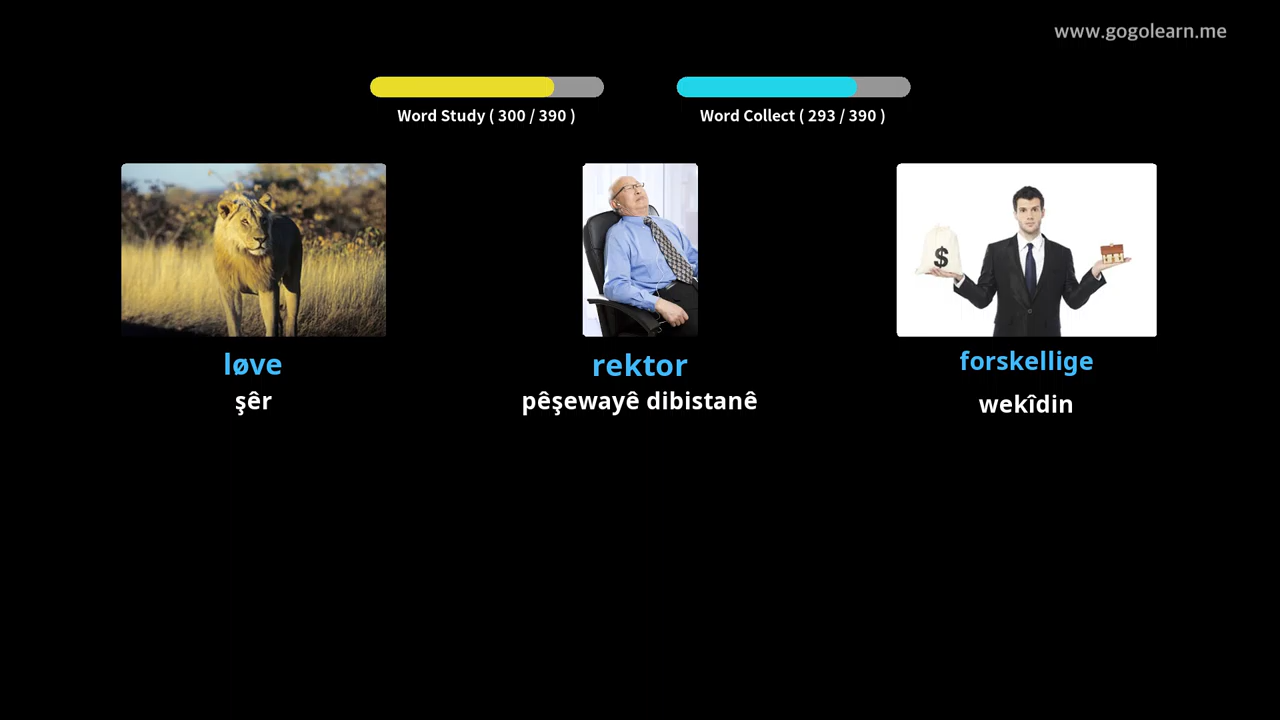 www.gogolearn.me
Word Study ( 300 / 390 )
Word Collect ( 293 / 390 )
$
løve
rektor
forskellige
şêr
pêşewayê dibistanê
wekîdin